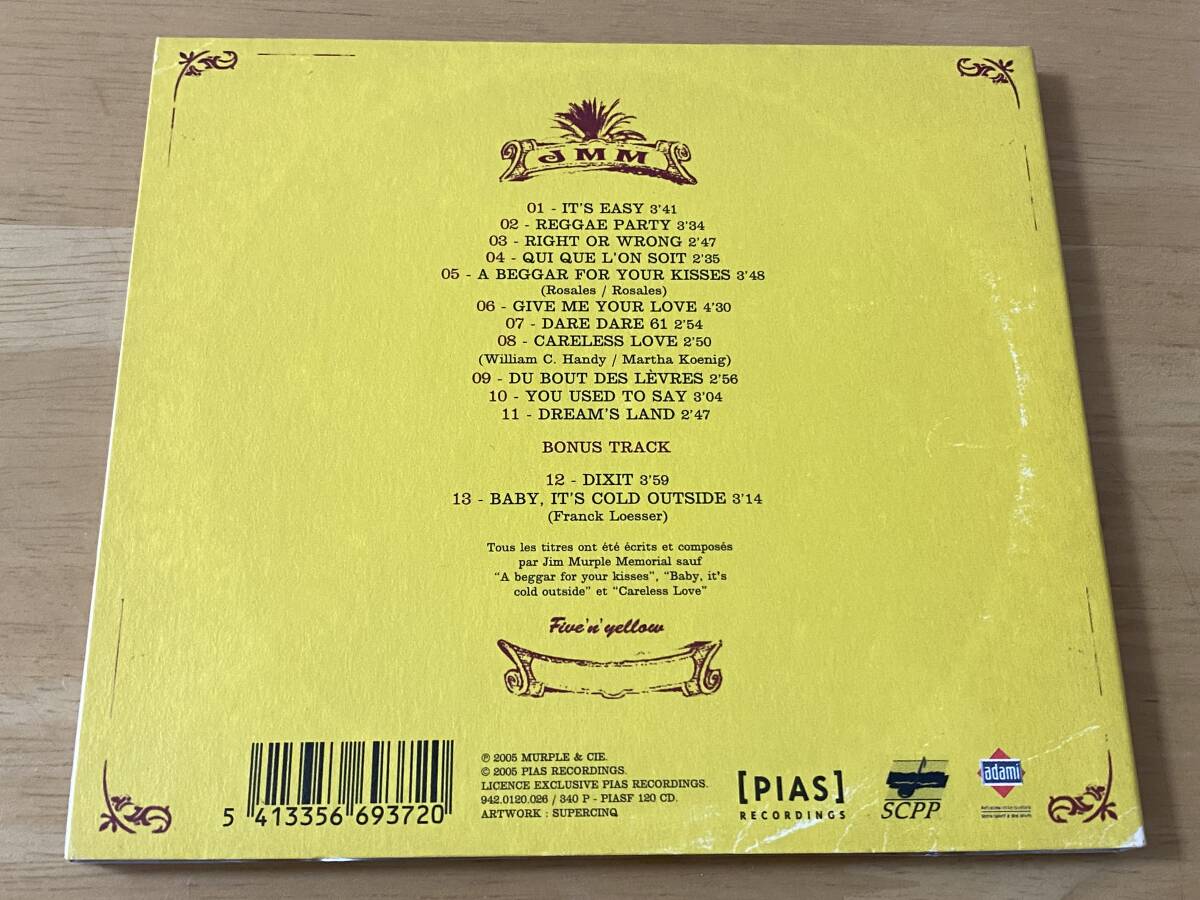 JMM
01 - IT'S EASY 3'41
02 - REGGAE PARTY 3'34
03 - RIGHT OR WRONG 2'47
04 - QUI QUE L'ON SOIT 2'35
05 - A BEGGAR FOR YOUR KISSES 3'48
(Rosales / Rosales)
06 - GIVE ME YOUR LOVE 4'30
07 - DARE DARE 61 2'54
08 - CARELESS LOVE 2'50
(William C. Handy / Martha Koenig)
09 - DU BOUT DES LÈVRES 2'56
10 - YOU USED TO SAY 3'04
11 - DREAM'S LAND 2'47
BONUS TRACK
12 - DIXIT 3'59
13 - BABY, IT'S COLD OUTSIDE 3'14
(Franck Loesser)
Tous les titres ont été écrits et composés
par Jim Murple Memorial sauf
"A beggar for your kisses", "Baby, it's
cold outside" et "Careless Love"
Five'n'yellow
5 413356 693720
℗ 2005 MURPLE & CIE.
© 2005 PIAS RECORDINGS.
LICENCE EXCLUSIVE PIAS RECORDINGS.
942.0120.026 / 340 P - PIASF 120 CD.
ARTWORK : SUPERCINQ
[PIAS]
RECORDINGS
SCPP
adami